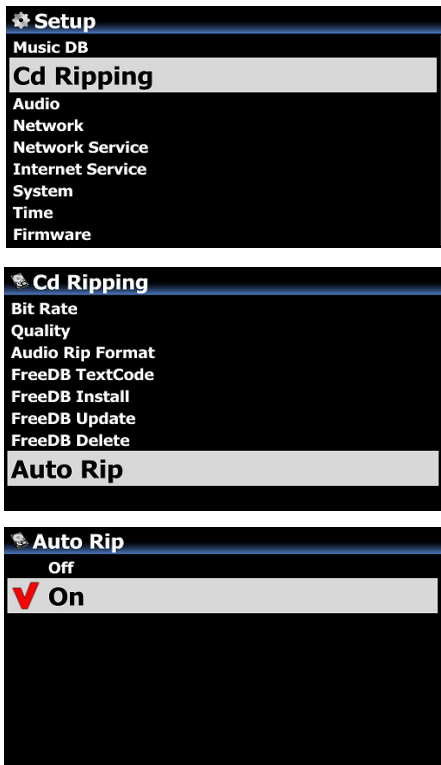 Setup
Music DB
Cd Ripping
Audio
Network
Network Service
Internet Service
System
Time
Firmware
Cd Ripping
Bit Rate
Quality
Audio Rip Format
FreeDB TextCode
FreeDB Install
FreeDB Update
FreeDB Delete
Auto Rip
Auto Rip
Off
On